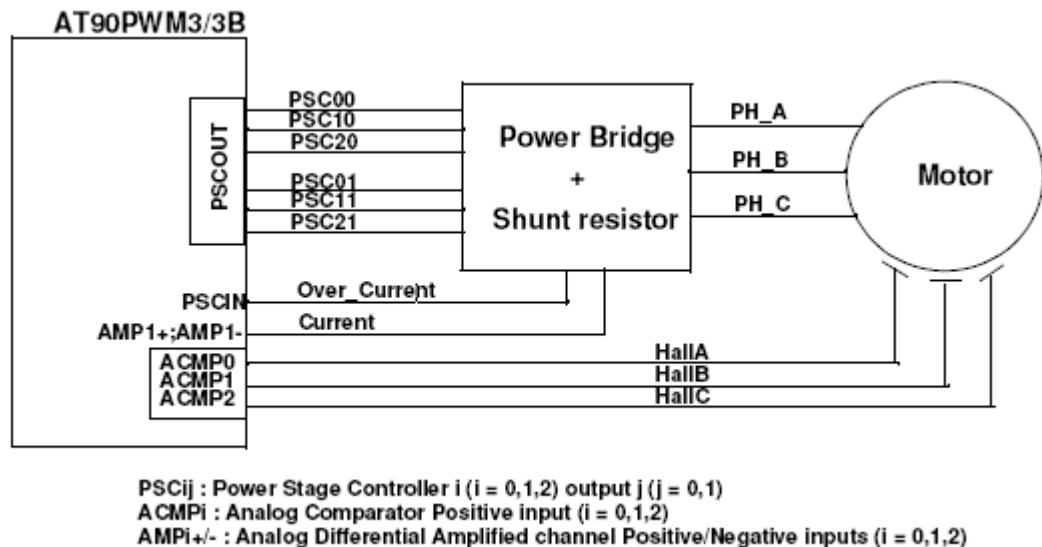 AT90PWM3/3B
PSCOUT
PSC00
PSC10
PSC20
PSC01
PSC11
PSC21
Power Bridge
+
Shunt resistor
PH_A
PH_B
PH_C
Motor
PSCIN
Over_Current
AMP1+;AMP1-
Current
ACMP0
ACMP1
ACMP2
HallA
HallB
HallC
PSCij : Power Stage Controller i (i = 0,1,2) output j (j = 0,1)
ACMPi : Analog Comparator Positive input (i = 0,1,2)
AMPi+/- : Analog Differential Amplified channel Positive/Negative inputs (i = 0,1,2)